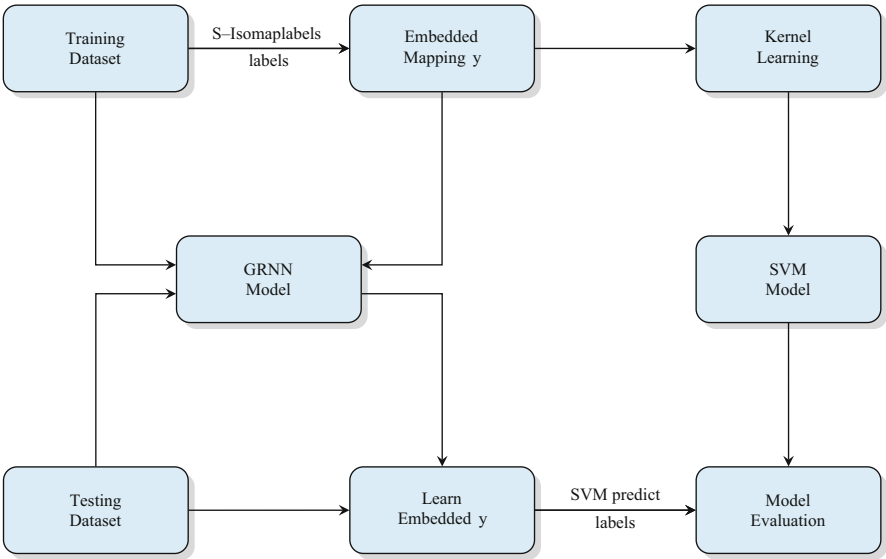 Training
Dataset
S–Isomaplabels
labels
Embedded
Mapping y
Kernel
Learning
GRNN
Model
SVM
Model
Testing
Dataset
Learn
Embedded y
SVM predict
labels
Model
Evaluation